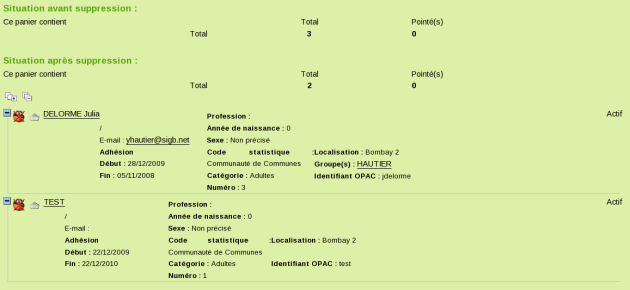 Situation avant suppression :
Ce panier contient Total Pointé(s)
Total 3 0
Situation après suppression :
Ce panier contient Total Pointé(s)
Total 2 0
DELORME Julia Profession : Actif
/ Année de naissance : 0
E-mail : yhautier@sigb.net Sexe : Non précisé
Adhésion Code statistique :Localisation : Bombay 2
Début : 28/12/2009 Communauté de Communes Groupe(s) : HAUTIER
Fin : 05/11/2008 Catégorie : Adultes Identifiant OPAC : jdelorme
Numéro : 3
TEST Profession : Actif
/ Année de naissance : 0
E-mail : Sexe : Non précisé
Adhésion Code statistique :Localisation : Bombay 2
Début : 22/12/2009 Communauté de Communes
Fin : 22/12/2010 Catégorie : Adultes Identifiant OPAC : test
Numéro : 1